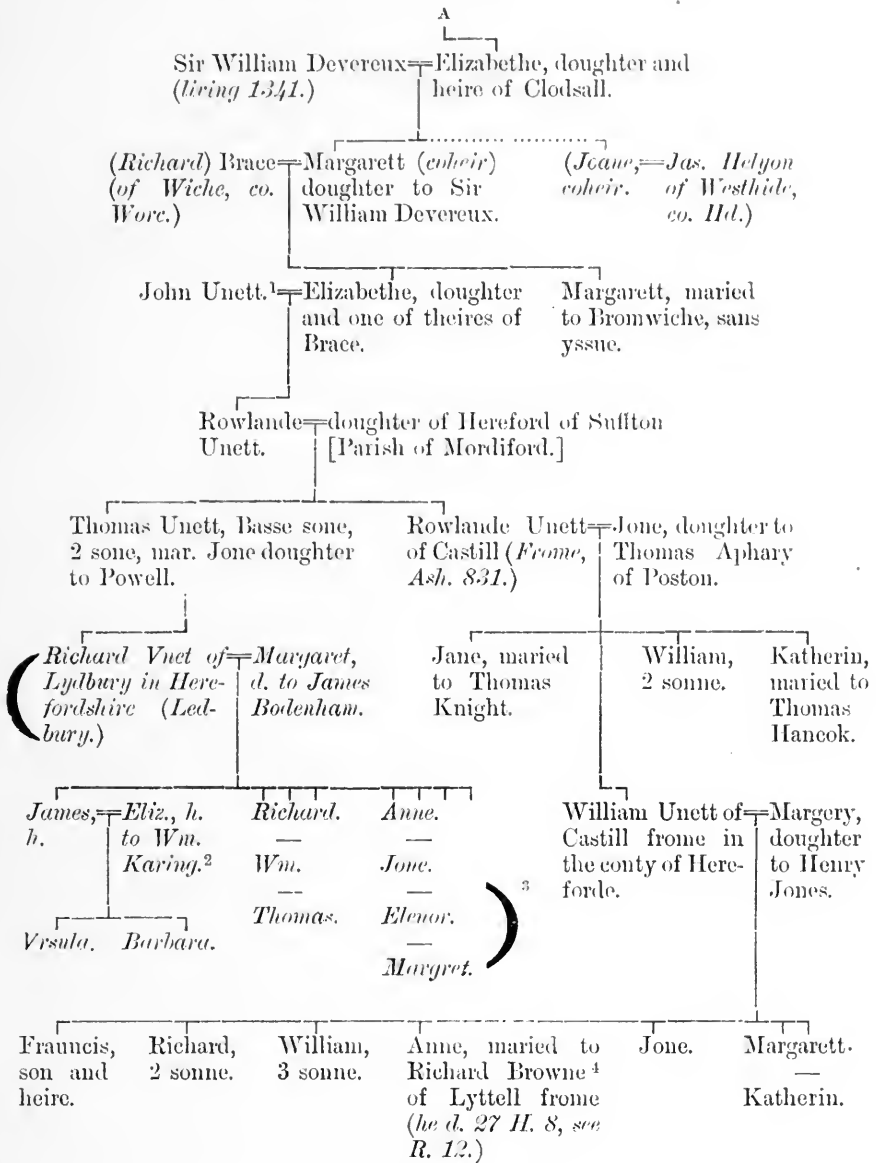 A
Sir William Devereux=Elizabethe, doughter and
(living 1341.) heire of Clodsall.
(Richard) Brace=Margarett (coheir) (Joane,=Jas. Helyon
(of Wiche, co. doughter to Sir coheir. of Westhide,
Worc.) William Devereux. co. Hd.)
John Unett.¹=Elizabethe, doughter Margarett, maried
and one of theires of to Bromwiche, sans
Brace. yssue.
Rowlande=doughter of Hereford of Suffton
Unett. [Parish of Mordiford.]
Thomas Unett, Basse sone, Rowlande Unett=Jone, doughter to
2 sone, mar. Jone doughter of Castill (Frome, Thomas Aphary
to Powell. Ash. 831.) of Poston.
(Richard Vnet of=Margaret, Jane, maried William, Katherin,
Lydbury in Here- d. to James to Thomas 2 sonne. maried to
fordshire (Led- Bodenham. Knight. Thomas
bury.) Hancok.
James,=Eliz., h. Richard. Anne. William Unett of=Margery,
h. to Wm. — — Castill frome in doughter
Karing.² Wm. Jone. the conty of Here- to Henry
— — forde. Jones.
Vrsula. Barbara. Thomas. Elenor. ) ³
—
Margret.
Frauncis, Richard, William, Anne, maried to Jone. Margarett.
son and 2 sonne. 3 sonne. Richard Browne ⁴ —
heire. of Lyttell frome Katherin.
(he d. 27 H. 8, see
R. 12.)